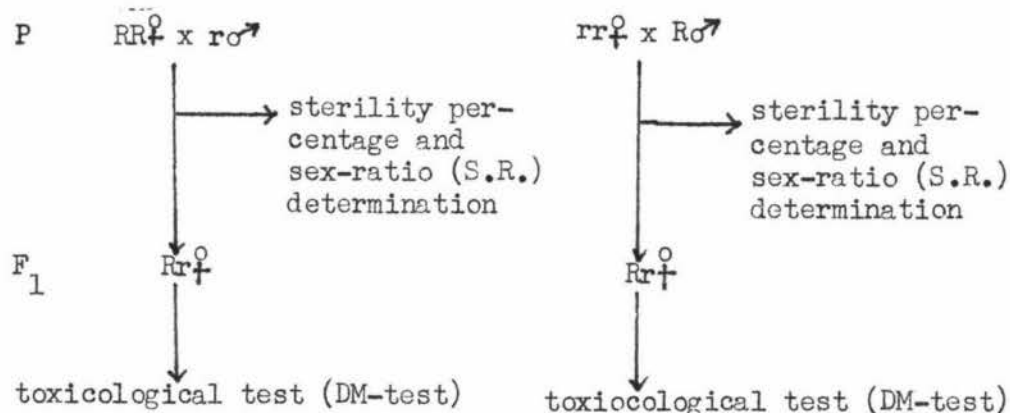 P RR♀ x r♂ rr♀ x R♂
sterility per- sterility per-
centage and centage and
sex-ratio (S.R.) sex-ratio (S.R.)
determination determination
F1 Rr♀ Rr♀
toxicological test (DM-test) toxiocological test (DM-test)